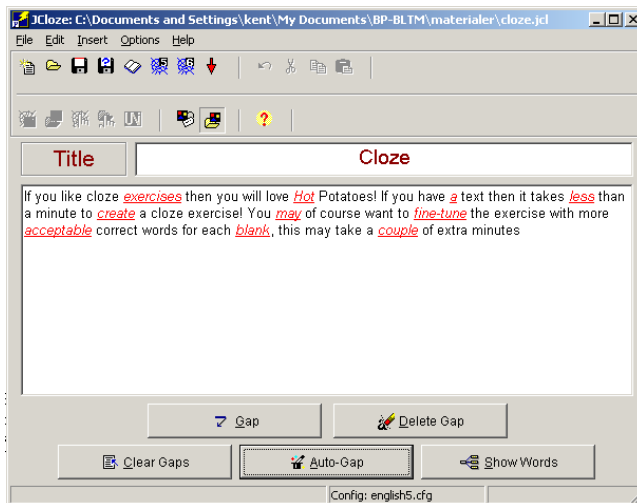 JCloze: C:\Documents and Settings\kent\My Documents\BP-BLTM\materialer\cloze.jcl
File Edit Insert Options Help
UN
Title Cloze
If you like cloze exercises then you will love Hot Potatoes! If you have a text then it takes less than
a minute to create a cloze exercise! You may of course want to fine-tune the exercise with more
acceptable correct words for each blank, this may take a couple of extra minutes
Gap Delete Gap
Clear Gaps Auto-Gap Show Words
Config: english5.cfg